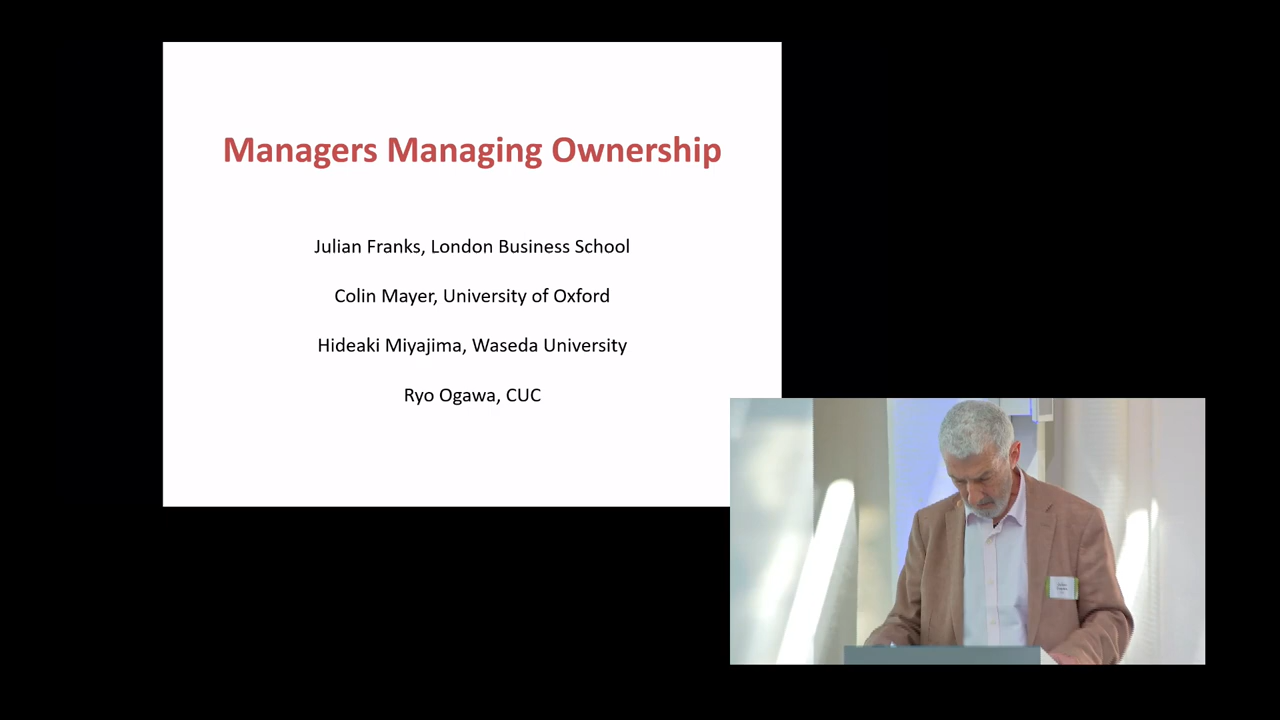 Managers Managing Ownership
Julian Franks, London Business School
Colin Mayer, University of Oxford
Hideaki Miyajima, Waseda University
Ryo Ogawa, CUC